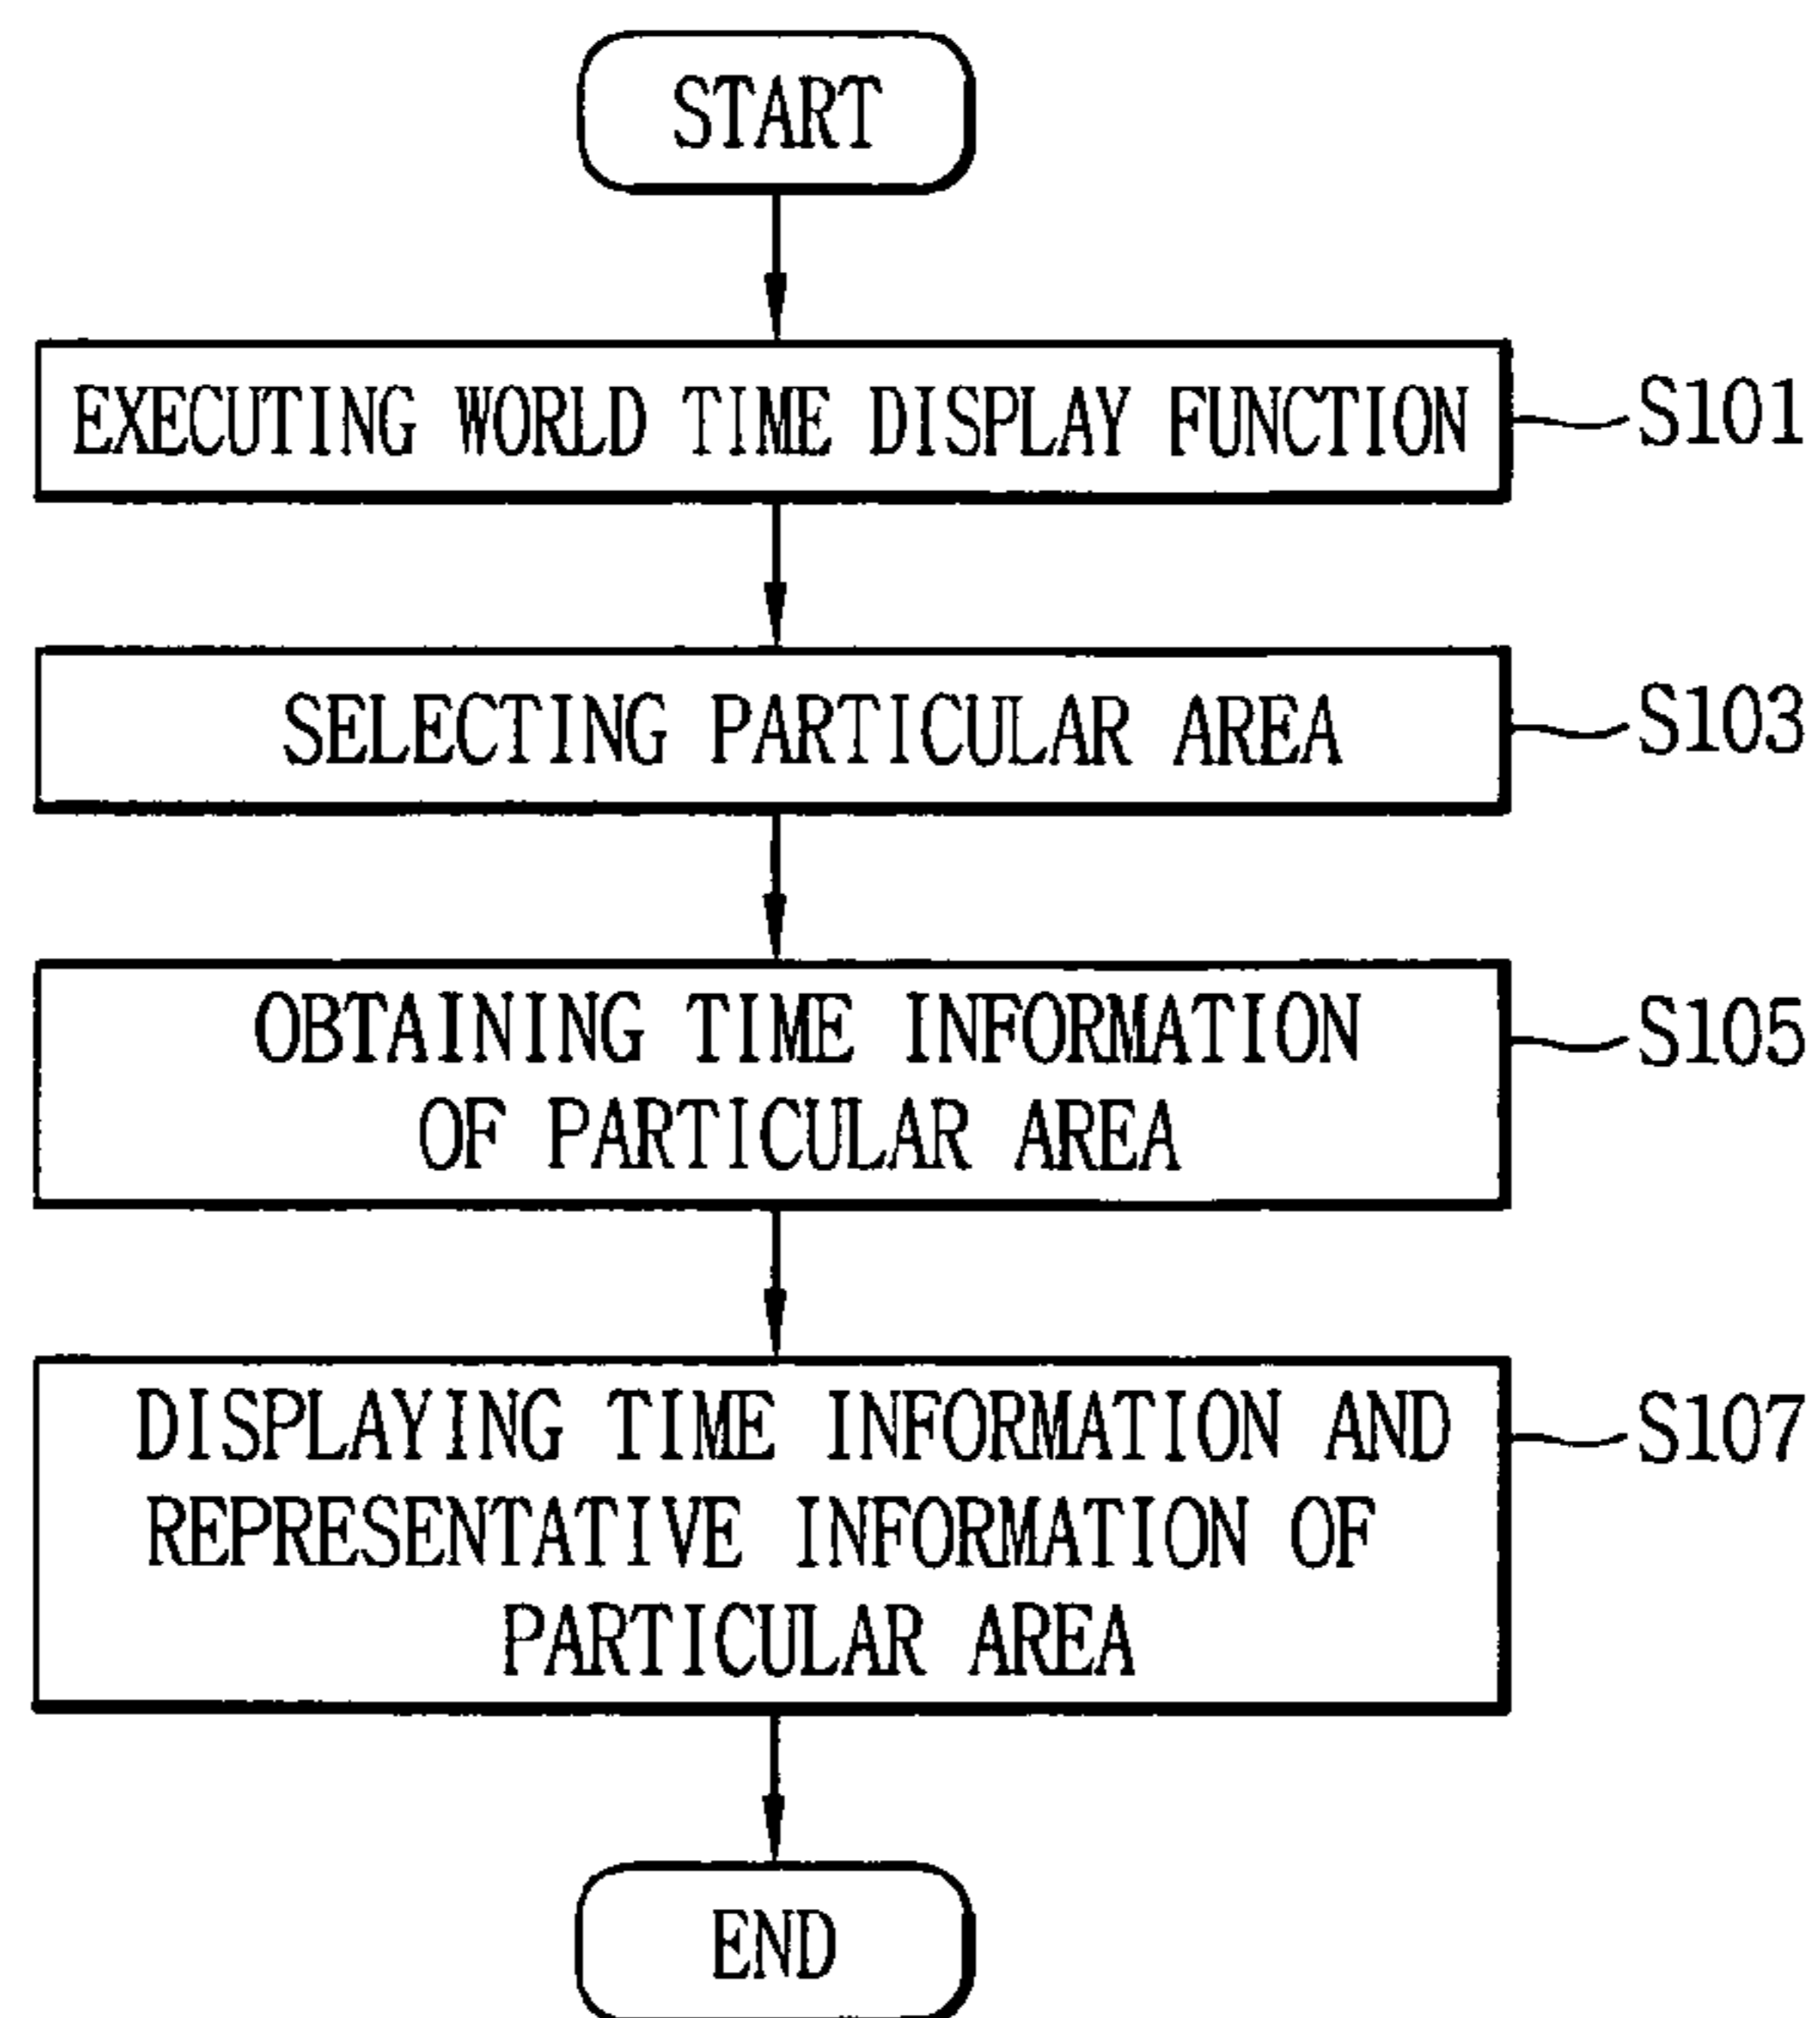 START
EXECUTING WORLD TIME DISPLAY FUNCTION
S101
SELECTING PARTICULAR AREA
S103
OBTAINING TIME INFORMATION
OF PARTICULAR AREA
S105
DISPLAYING TIME INFORMATION AND
REPRESENTATIVE INFORMATION OF
PARTICULAR AREA
S107
END